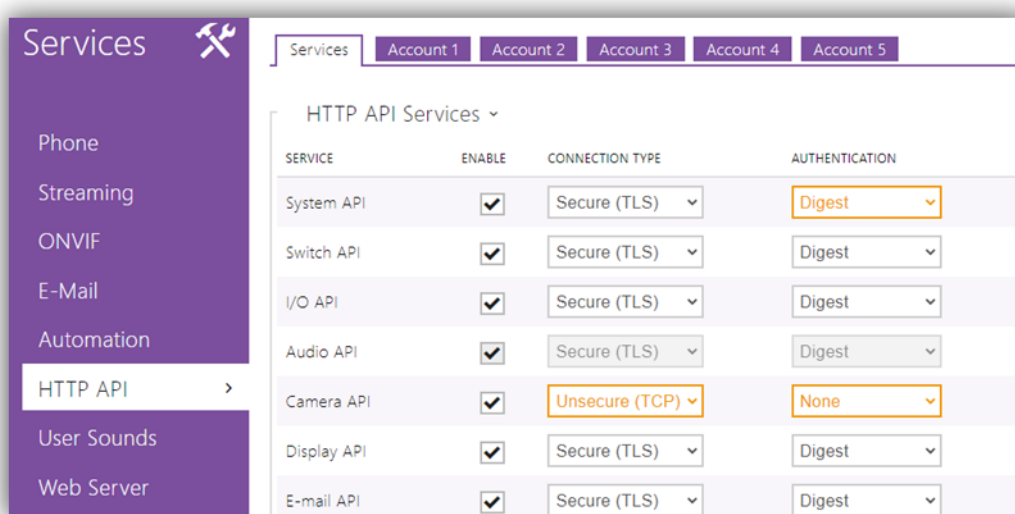 Services
Phone
Streaming
ONVIF
E-Mail
Automation
HTTP API
User Sounds
Web Server
Services Account 1 Account 2 Account 3 Account 4 Account 5
HTTP API Services
SERVICE ENABLE CONNECTION TYPE AUTHENTICATION
System API Secure (TLS) Digest
Switch API Secure (TLS) Digest
I/O API Secure (TLS) Digest
Audio API Secure (TLS) Digest
Camera API Unsecure (TCP) None
Display API Secure (TLS) Digest
E-mail API Secure (TLS) Digest